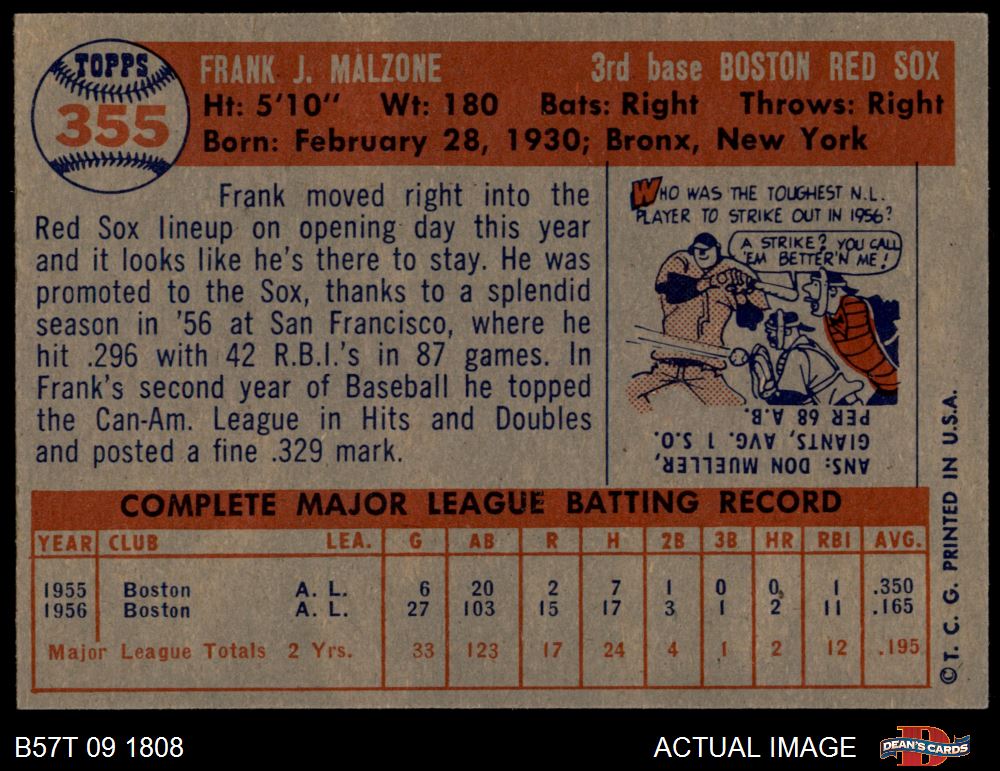 TOPPS
355
FRANK J. MALZONE 3rd base BOSTON RED SOX
Ht: 5'10" Wt: 180 Bats: Right Throws: Right
Born: February 28, 1930; Bronx, New York
Frank moved right into the
Red Sox lineup on opening day this year
and it looks like he's there to stay. He was
promoted to the Sox, thanks to a splendid
season in '56 at San Francisco, where he
hit .296 with 42 R.B.I.'s in 87 games. In
Frank's second year of Baseball he topped
the Can-Am. League in Hits and Doubles
and posted a fine .329 mark.
WHO WAS THE TOUGHEST N.L.
PLAYER TO STRIKE OUT IN 1956?
A STRIKE? YOU CALL
'EM BETTER'N ME!
ANS: DON MUELLER,
GIANTS, AVG. 1 S.O.
PER 68 A.B.
COMPLETE MAJOR LEAGUE BATTING RECORD
YEAR CLUB LEA. G AB R H 2B 3B HR RBI AVG.
1955 Boston A. L. 6 20 2 7 1 0 0 1 .350
1956 Boston A. L. 27 103 15 17 3 1 2 11 .165
Major League Totals 2 Yrs. 33 123 17 24 4 1 2 12 .195
©T. C. G. PRINTED IN U.S.A.
B57T 09 1808 ACTUAL IMAGE DEAN'S CARDS